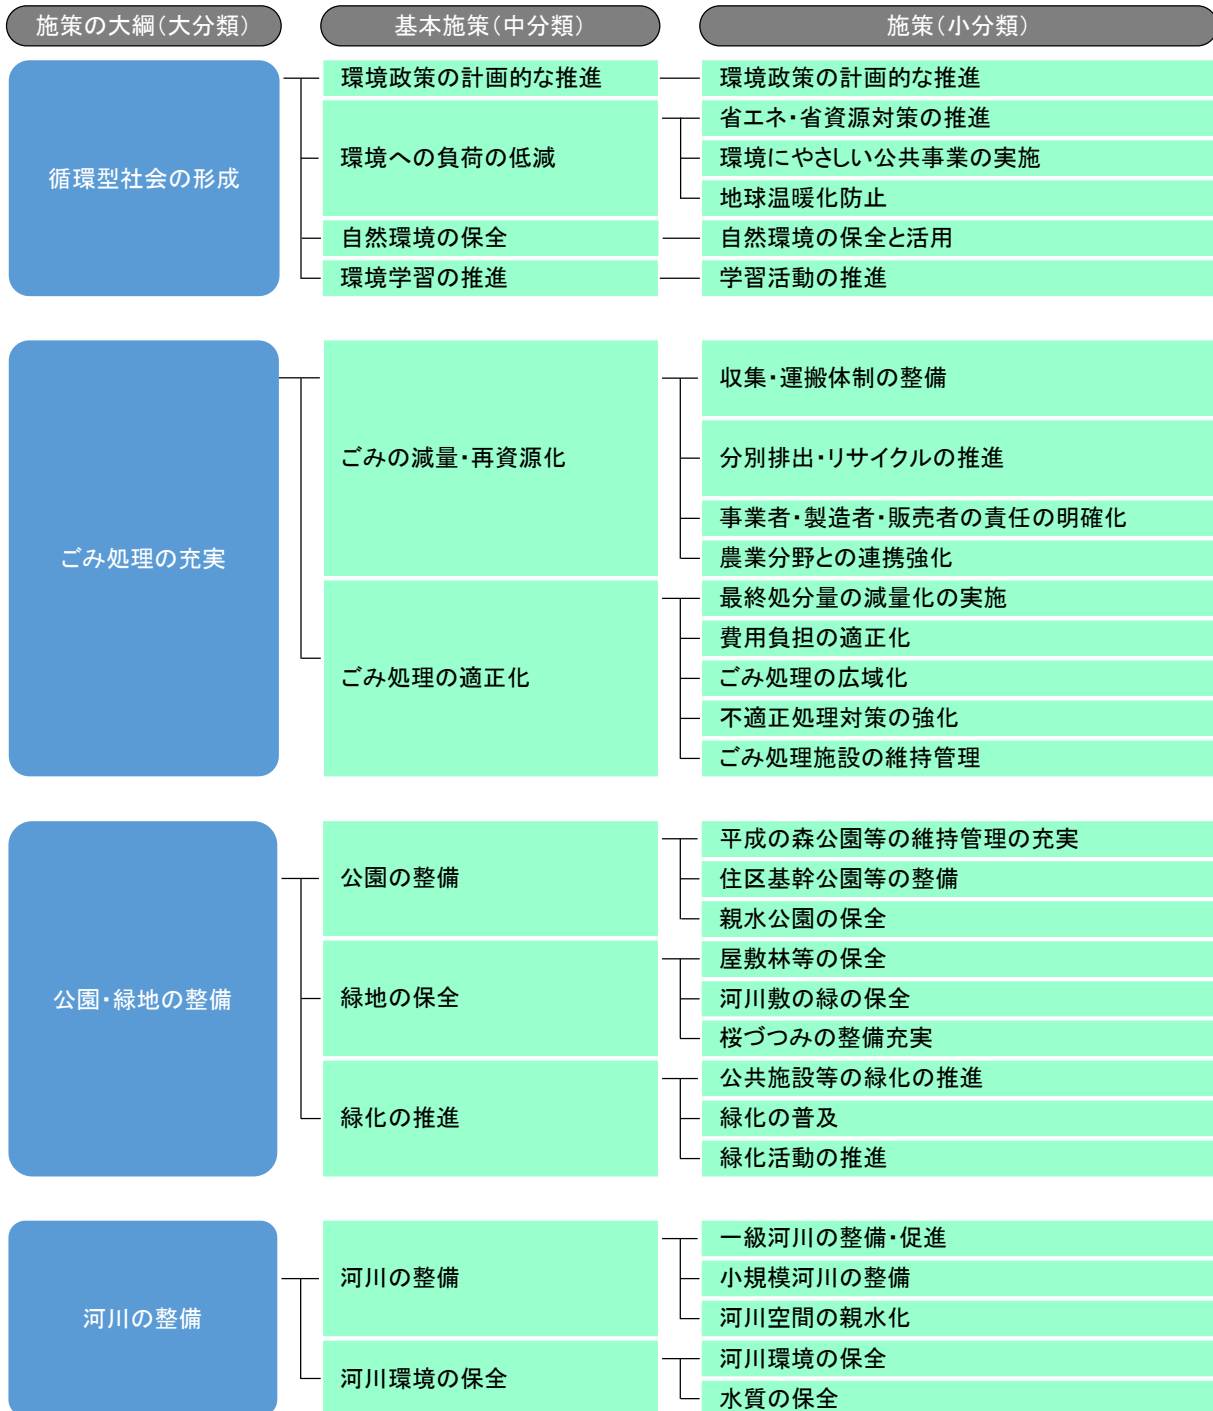 施策の大綱(大分類)
基本施策(中分類)
施策(小分類)
循環型社会の形成
環境政策の計画的な推進
環境政策の計画的な推進
環境への負荷の低減
省エネ・省資源対策の推進
環境にやさしい公共事業の実施
地球温暖化防止
自然環境の保全
自然環境の保全と活用
環境学習の推進
学習活動の推進
ごみ処理の充実
ごみの減量・再資源化
収集・運搬体制の整備
分別排出・リサイクルの推進
事業者・製造者・販売者の責任の明確化
農業分野との連携強化
ごみ処理の適正化
最終処分量の減量化の実施
費用負担の適正化
ごみ処理の広域化
不適正処理対策の強化
ごみ処理施設の維持管理
公園・緑地の整備
公園の整備
平成の森公園等の維持管理の充実
住区基幹公園等の整備
親水公園の保全
緑地の保全
屋敷林等の保全
河川敷の緑の保全
桜づつみの整備充実
緑化の推進
公共施設等の緑化の推進
緑化の普及
緑化活動の推進
河川の整備
河川の整備
一級河川の整備・促進
小規模河川の整備
河川空間の親水化
河川環境の保全
河川環境の保全
水質の保全